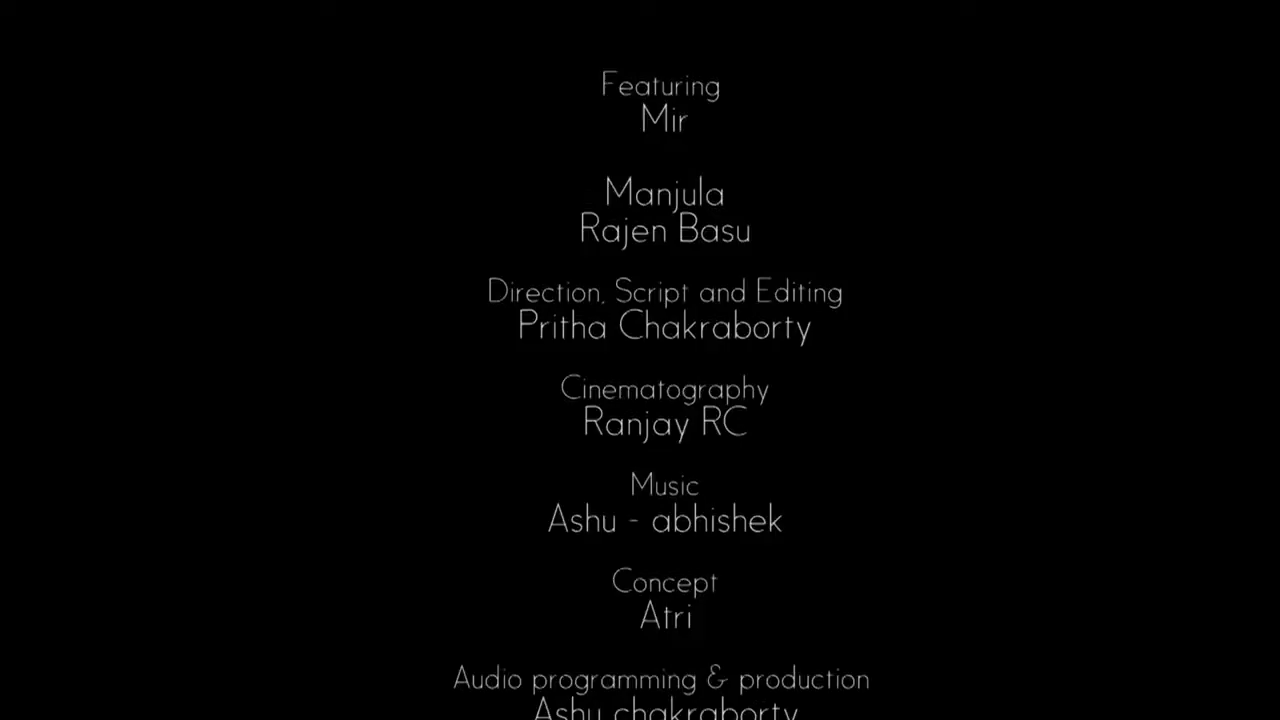 Featuring
Mir
Manjula
Rajen Basu
Direction, Script and Editing
Pritha Chakraborty
Cinematography
Ranjay RC
Music
Ashu - abhishek
Concept
Atri
Audio programming & production
Ashu chakraborty